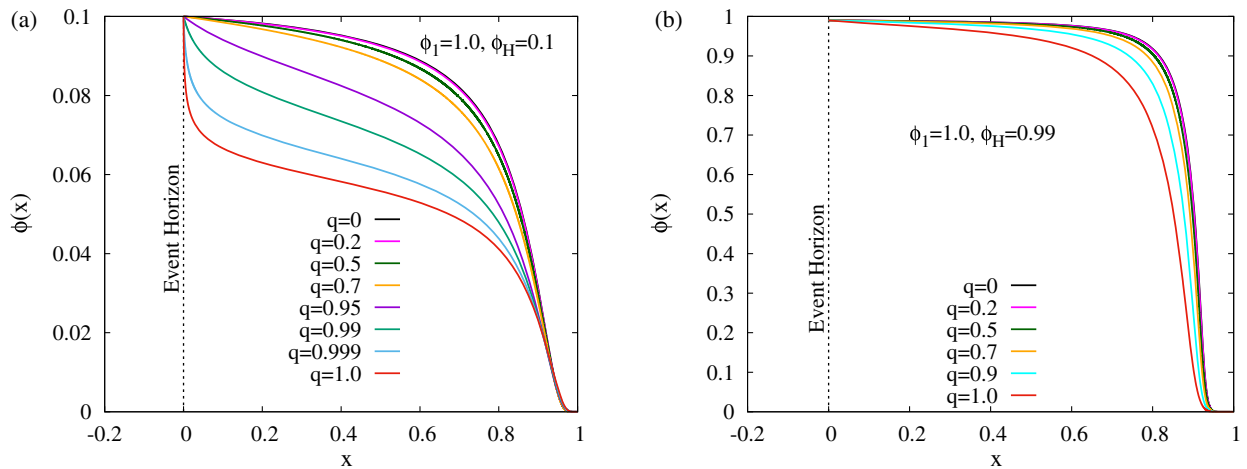 (a)
ϕ₁=1.0, ϕ_H=0.1
0.1
0.08
0.06
0.04
0.02
0
ϕ(x)
Event Horizon
q=0
q=0.2
q=0.5
q=0.7
q=0.95
q=0.99
q=0.999
q=1.0
-0.2
0
0.2
0.4
0.6
0.8
1
x
(b)
ϕ₁=1.0, ϕ_H=0.99
1
0.9
0.8
0.7
0.6
0.5
0.4
0.3
0.2
0.1
0
ϕ(x)
Event Horizon
q=0
q=0.2
q=0.5
q=0.7
q=0.9
q=1.0
-0.2
0
0.2
0.4
0.6
0.8
1
x